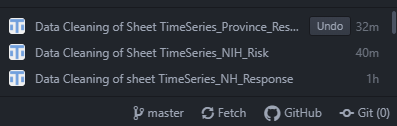 Data Cleaning of Sheet TimeSeries_Province_Res... Undo 32m
Data Cleaning of Sheet TimeSeries_NIH_Risk 40m
Data Cleaning of sheet TimeSeries_NH_Response 1h
master Fetch GitHub Git (0)